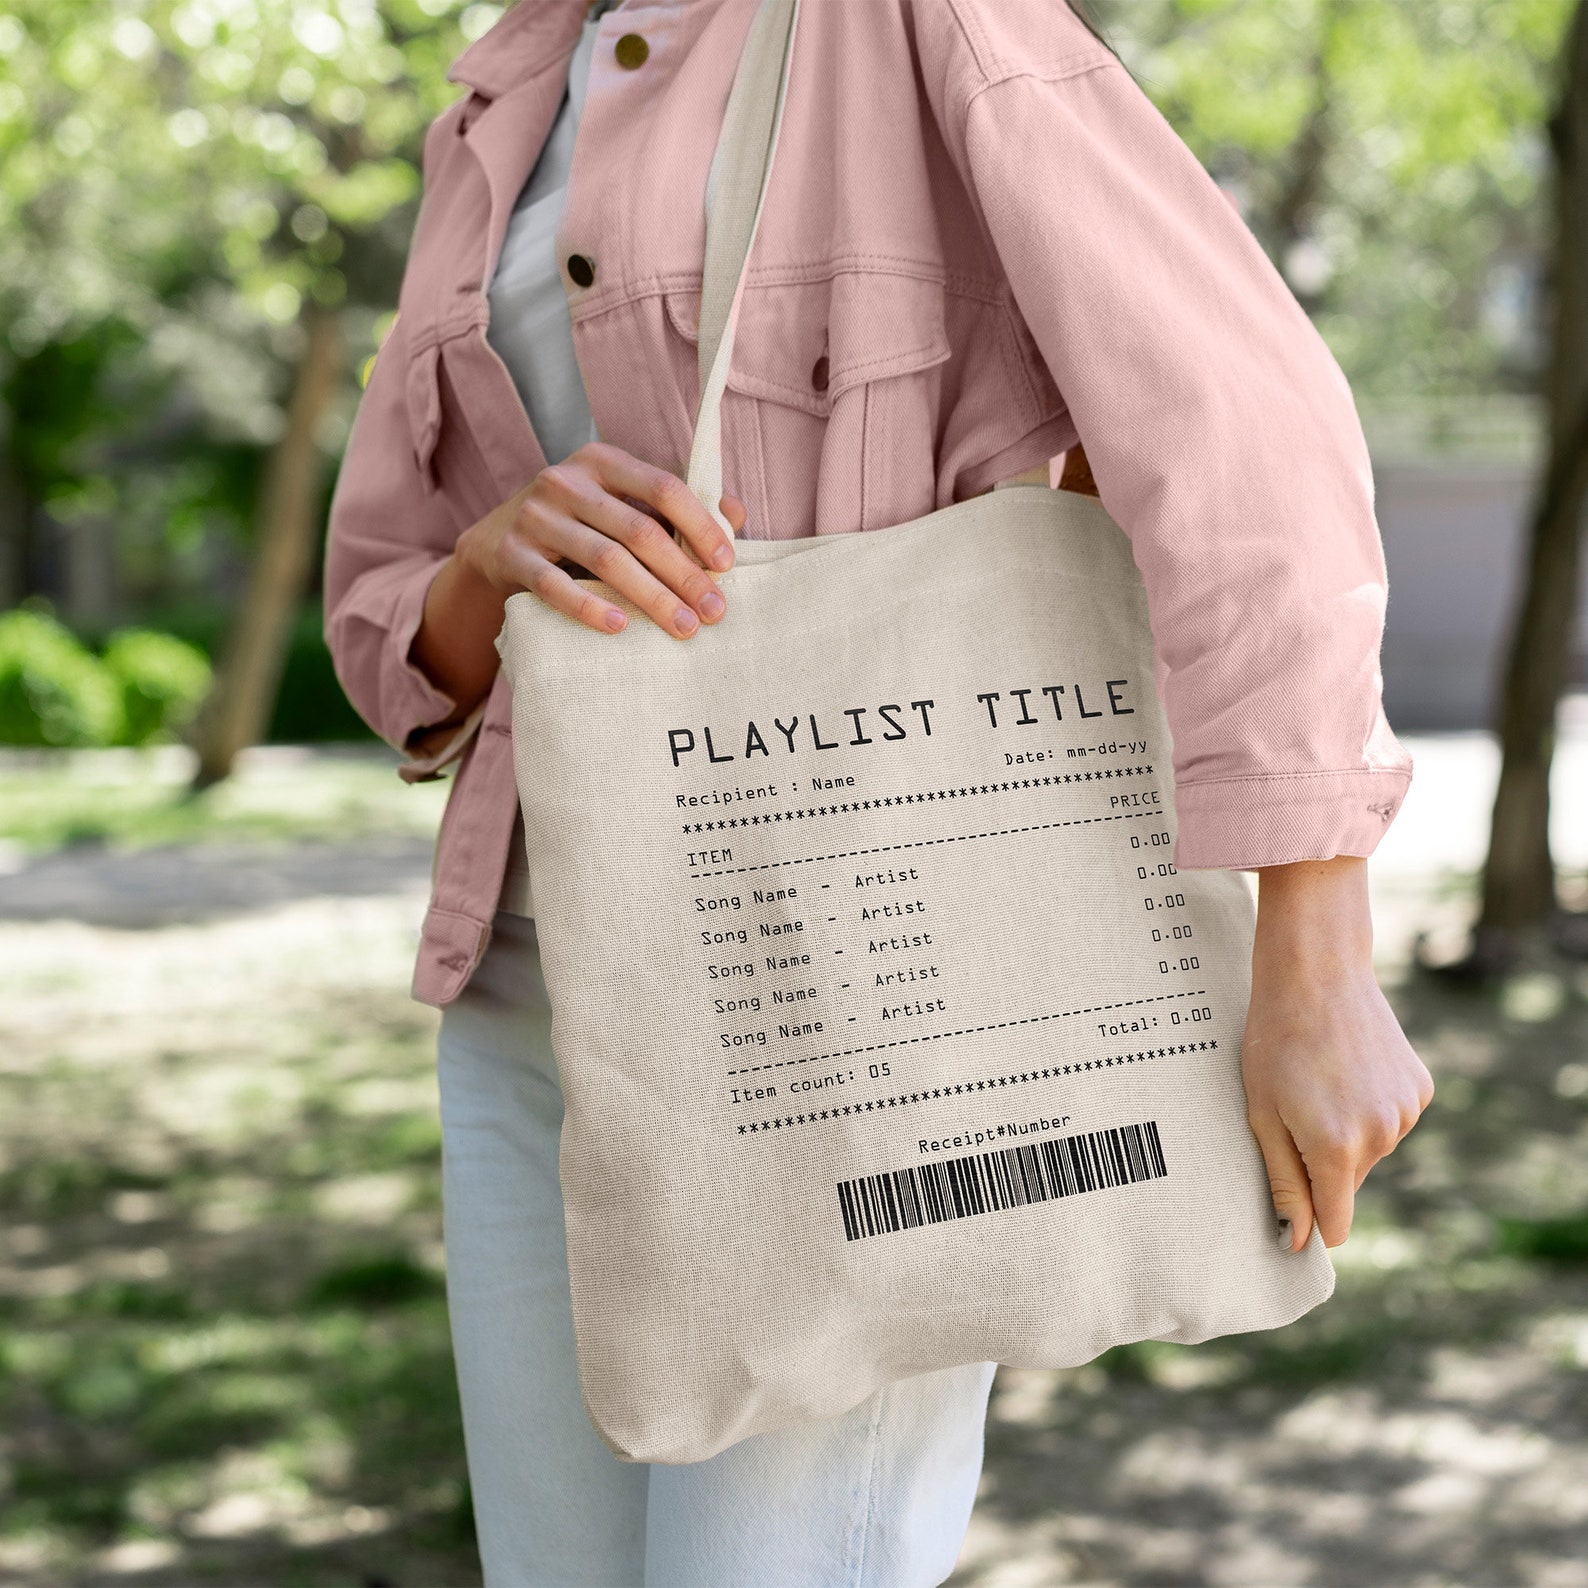 PLAYLIST TITLE
Recipient : Name Date: mm-dd-yy
****************************************
ITEM PRICE
----------------------------------------
Song Name - Artist 0.00
Song Name - Artist 0.00
Song Name - Artist 0.00
Song Name - Artist 0.00
Song Name - Artist 0.00
----------------------------------------
Item count: 05 Total: 0.00
****************************************
Receipt#Number